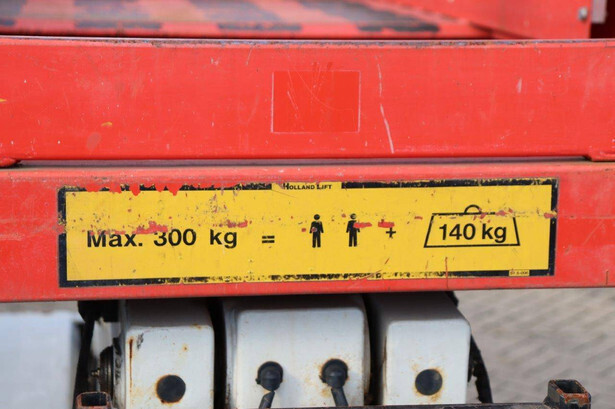 HOLLAND LIFT
Max. 300 kg = + 140 kg